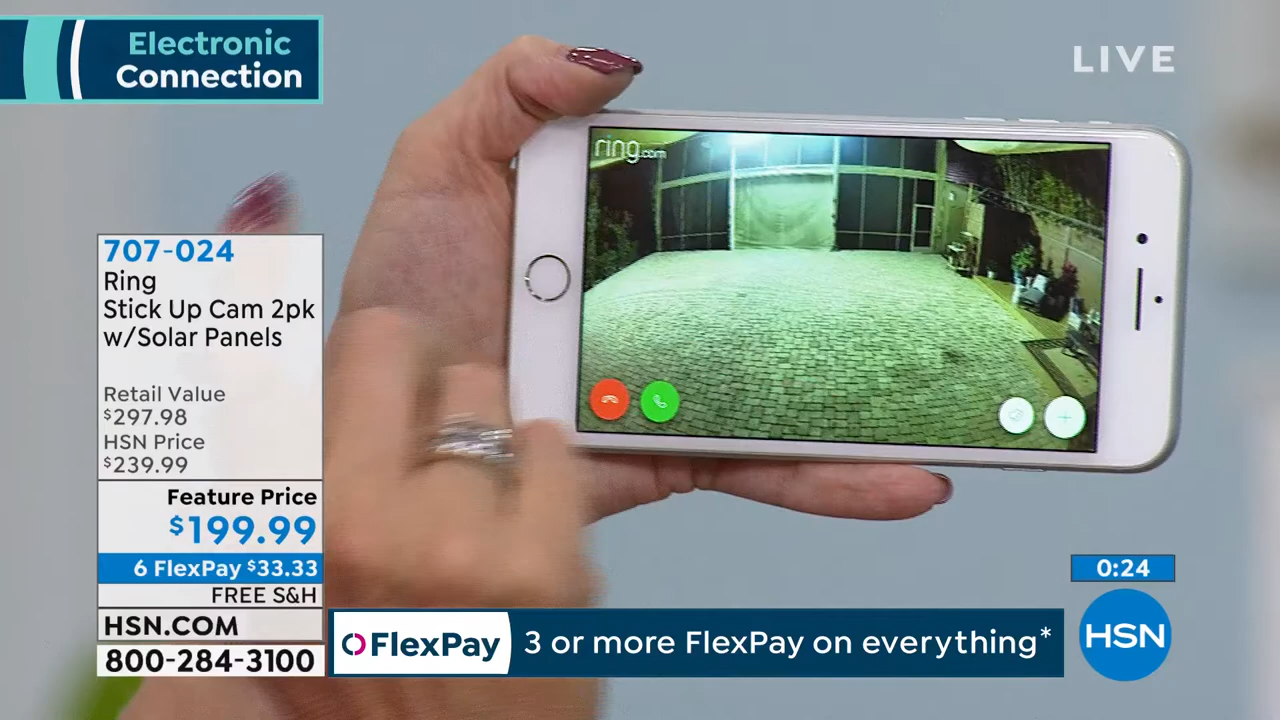 Electronic
Connection
LIVE
ring.com
707-024
Ring
Stick Up Cam 2pk
w/Solar Panels
Retail Value
$297.98
HSN Price
$239.99
Feature Price
$199.99
6 FlexPay $33.33
FREE S&H
HSN.COM
800-284-3100
FlexPay 3 or more FlexPay on everything*
0:24
HSN